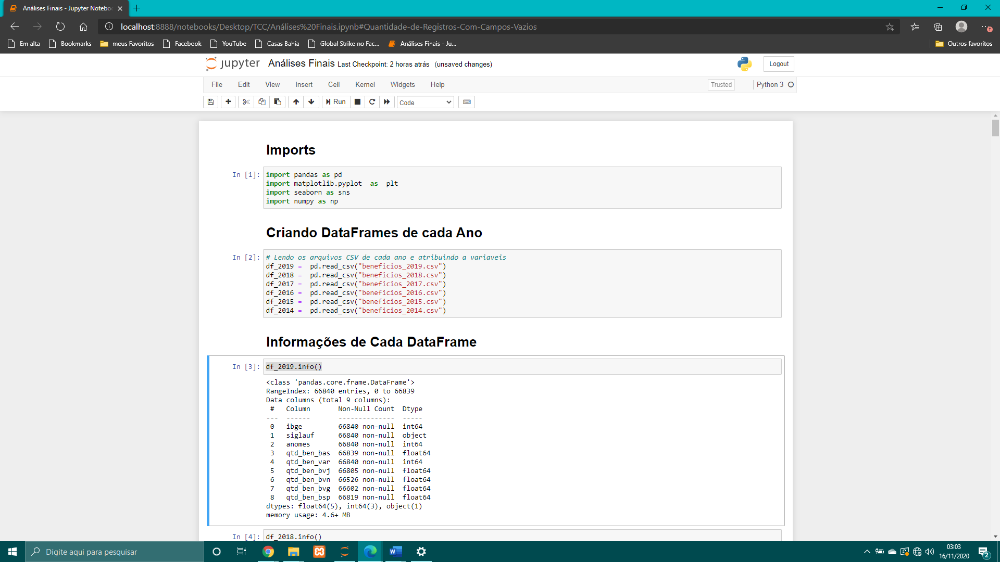 Análises Finais - Jupyter Notebo
localhost:8888/notebooks/Desktop/TCC/Análises%20Finais.ipynb#Quantidade-de-Registros-Com-Campos-Vazios
Em alta Bookmarks meus Favoritos Facebook YouTube Casas Bahia Global Strike no Fac... Análises Finais - Ju... Outros favoritos
jupyter Análises Finais Last Checkpoint: 2 horas atrás (unsaved changes) Logout
File Edit View Insert Cell Kernel Widgets Help Trusted Python 3
Run Code
Imports
In [1]: import pandas as pd
import matplotlib.pyplot  as  plt
import seaborn as sns
import numpy as np
Criando DataFrames de cada Ano
In [2]: # Lendo os arquivos CSV de cada ano e atribuindo a variaveis
df_2019 =  pd.read_csv("beneficios_2019.csv")
df_2018 =  pd.read_csv("beneficios_2018.csv")
df_2017 =  pd.read_csv("beneficios_2017.csv")
df_2016 =  pd.read_csv("beneficios_2016.csv")
df_2015 =  pd.read_csv("beneficios_2015.csv")
df_2014 =  pd.read_csv("beneficios_2014.csv")
Informações de Cada DataFrame
In [3]: df_2019.info()
<class 'pandas.core.frame.DataFrame'>
RangeIndex: 66840 entries, 0 to 66839
Data columns (total 9 columns):
 #   Column       Non-Null Count  Dtype
---  ------       --------------  -----
 0   ibge         66840 non-null  int64
 1   siglauf      66840 non-null  object
 2   anomes       66840 non-null  int64
 3   qtd_ben_bas  66839 non-null  float64
 4   qtd_ben_var  66840 non-null  int64
 5   qtd_ben_bvj  66805 non-null  float64
 6   qtd_ben_bvn  66526 non-null  float64
 7   qtd_ben_bvg  66602 non-null  float64
 8   qtd_ben_bsp  66819 non-null  float64
dtypes: float64(5), int64(3), object(1)
memory usage: 4.6+ MB
In [4]: df_2018.info()
Digite aqui para pesquisar
03:03
16/11/2020
2